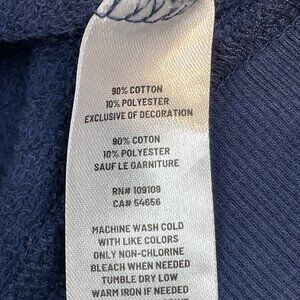 90% COTTON
10% POLYESTER
EXCLUSIVE OF DECORATION
90% COTON
10% POLYESTER
SAUF LE GARNITURE
RN# 109109
CA# 54656
MACHINE WASH COLD
WITH LIKE COLORS
ONLY NON-CHLORINE
BLEACH WHEN NEEDED
TUMBLE DRY LOW
WARM IRON IF NEEDED